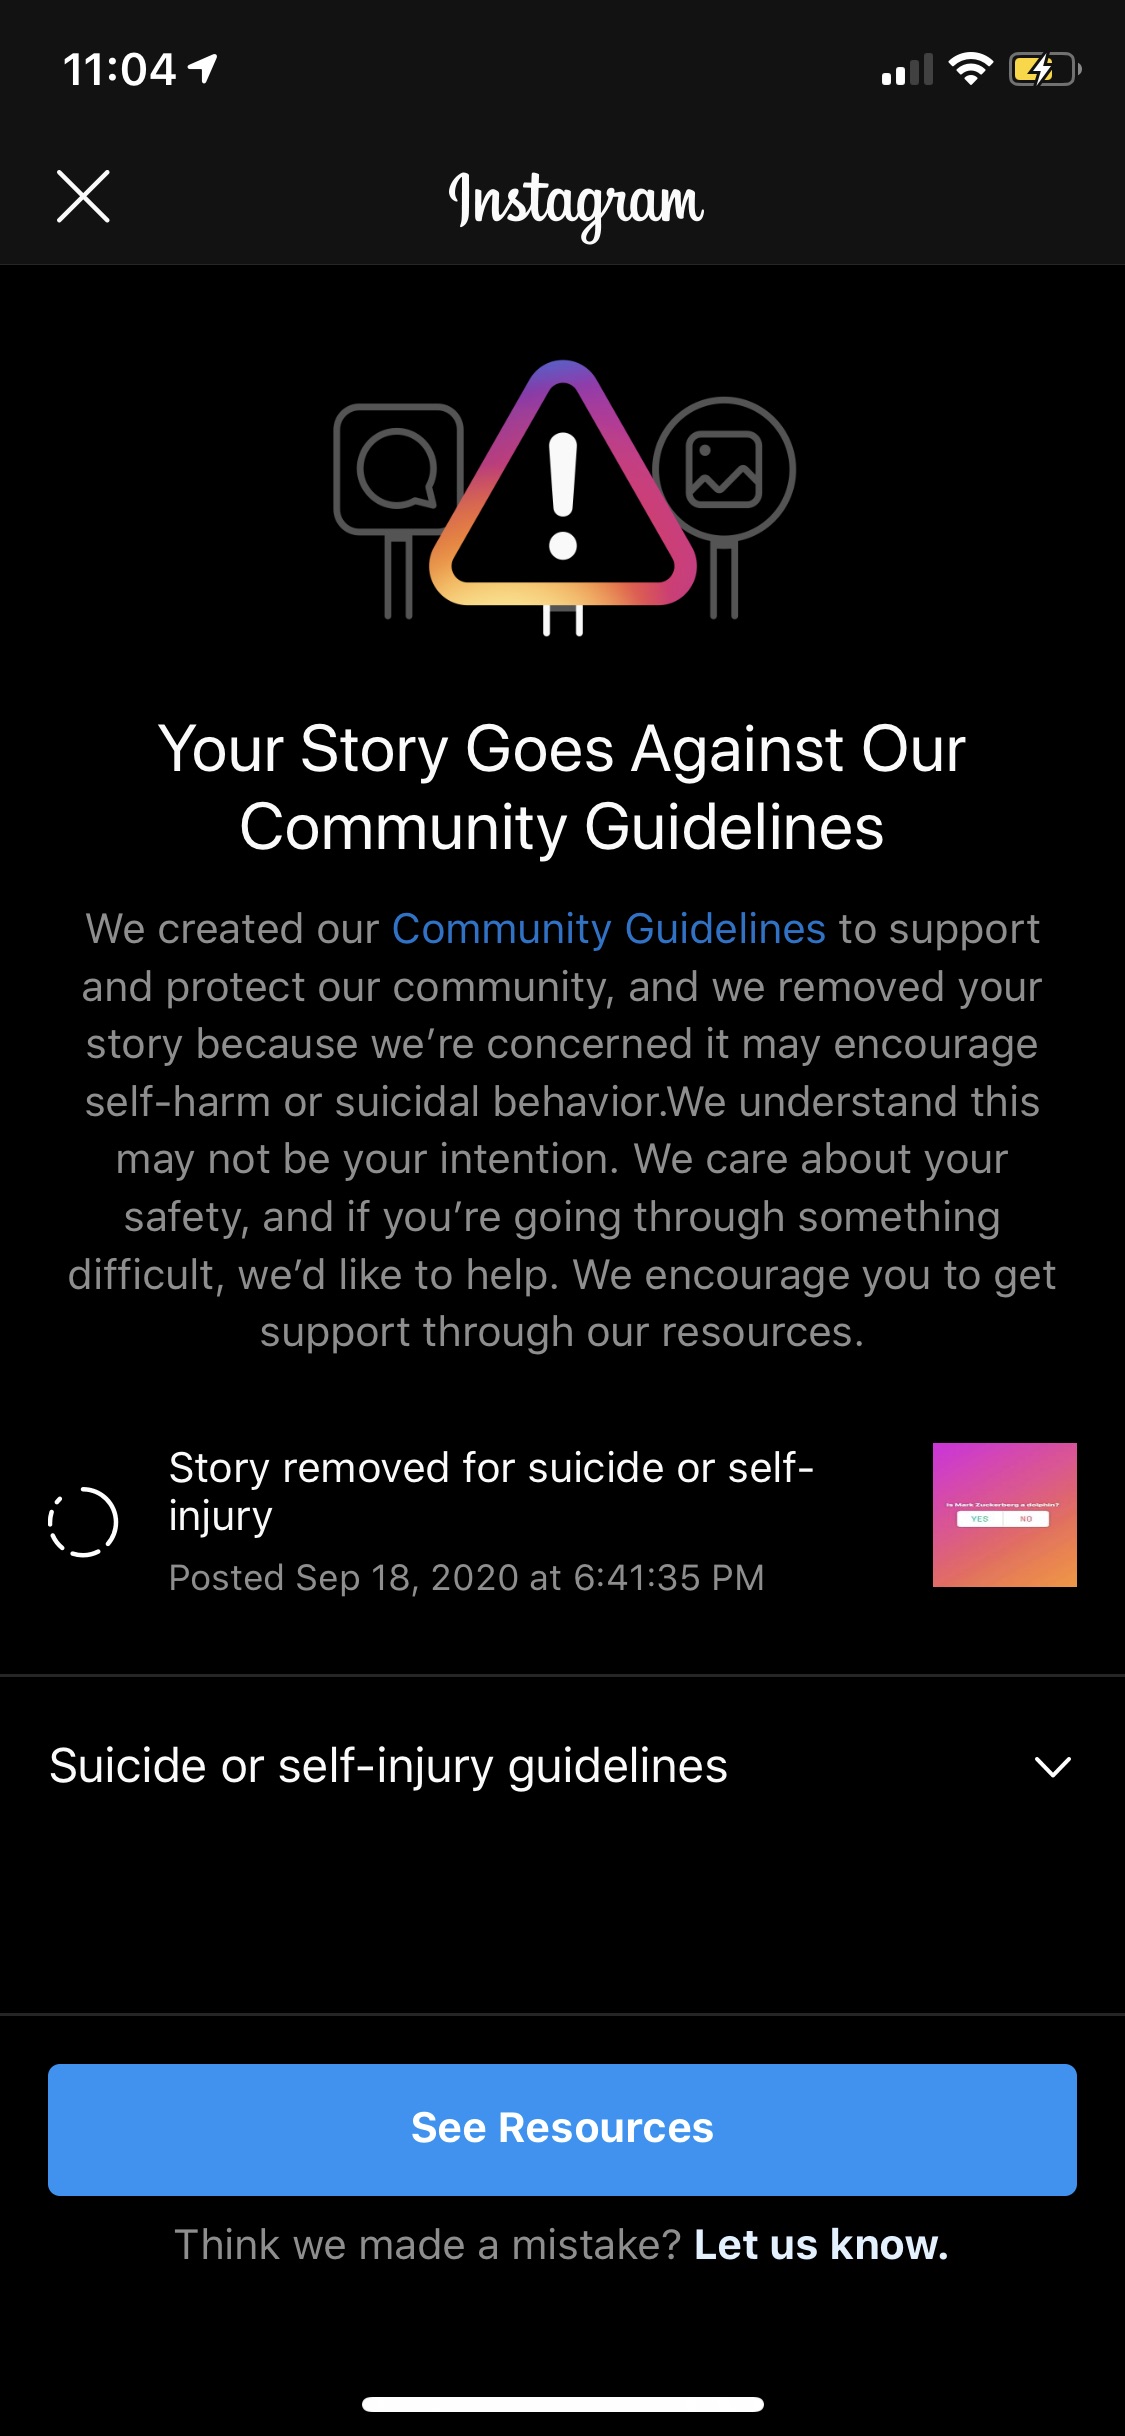 11:04
Instagram
Your Story Goes Against Our
Community Guidelines
We created our Community Guidelines to support
and protect our community, and we removed your
story because we’re concerned it may encourage
self-harm or suicidal behavior.We understand this
may not be your intention. We care about your
safety, and if you’re going through something
difficult, we’d like to help. We encourage you to get
support through our resources.
Story removed for suicide or self-
injury
Posted Sep 18, 2020 at 6:41:35 PM
Is Mark Zuckerberg a dolphin?
YES NO
Suicide or self-injury guidelines
See Resources
Think we made a mistake? Let us know.